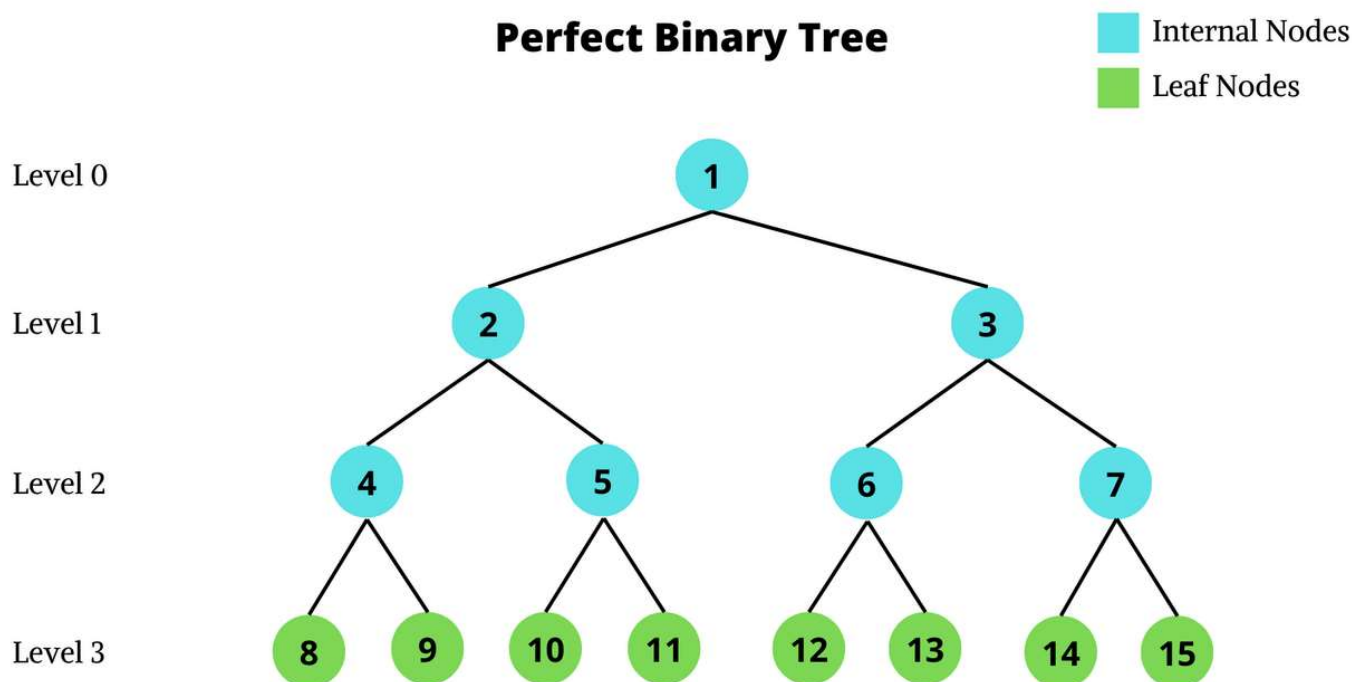 Perfect Binary Tree
Internal Nodes
Leaf Nodes
Level 0
1
Level 1
2
3
Level 2
4
5
6
7
Level 3
8
9
10
11
12
13
14
15